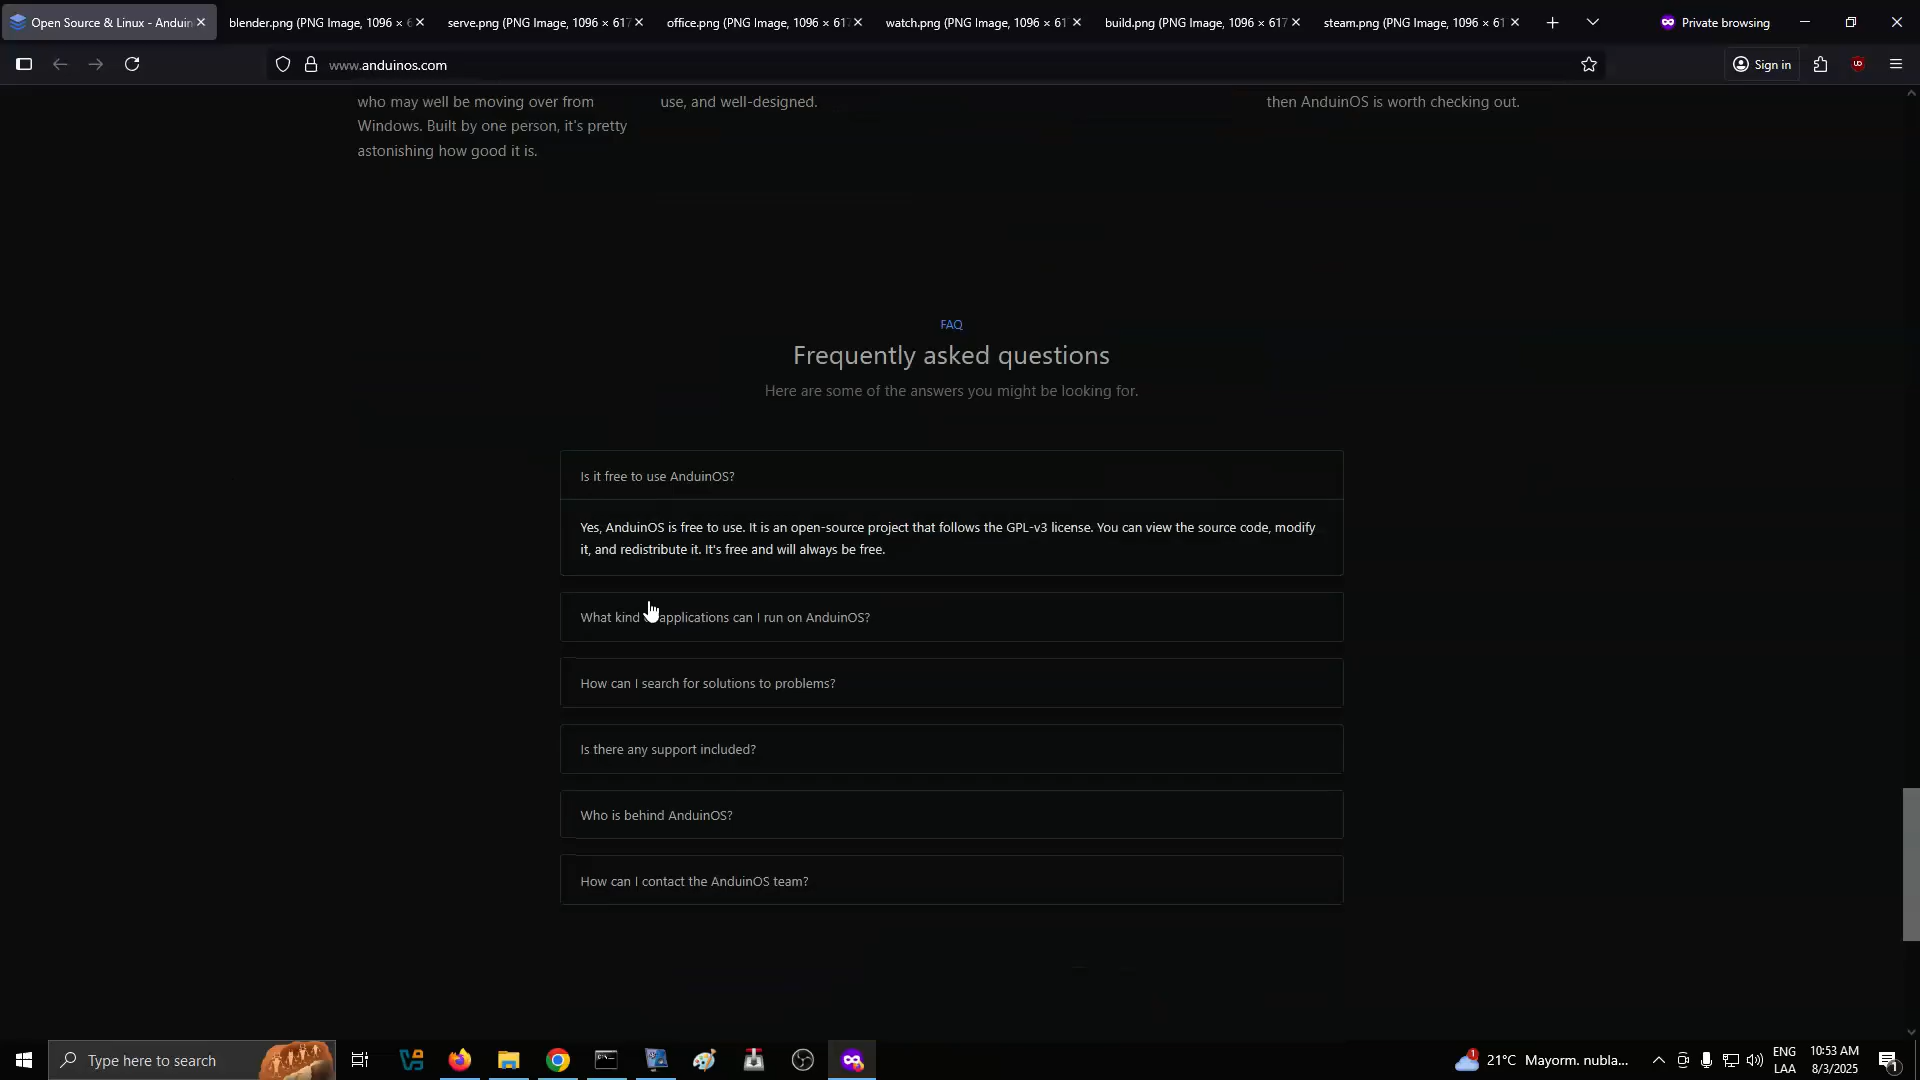 Open Source & Linux - Anduin
blender.png (PNG Image, 1096 × 6
serve.png (PNG Image, 1096 × 617
office.png (PNG Image, 1096 × 617
watch.png (PNG Image, 1096 × 61
build.png (PNG Image, 1096 × 617
steam.png (PNG Image, 1096 × 61
Private browsing
www.anduinos.com
Sign in
who may well be moving over from
Windows. Built by one person, it's pretty
astonishing how good it is.
use, and well-designed.
then AnduinOS is worth checking out.
FAQ
Frequently asked questions
Here are some of the answers you might be looking for.
Is it free to use AnduinOS?
Yes, AnduinOS is free to use. It is an open-source project that follows the GPL-v3 license. You can view the source code, modify
it, and redistribute it. It's free and will always be free.
What kind applications can I run on AnduinOS?
How can I search for solutions to problems?
Is there any support included?
Who is behind AnduinOS?
How can I contact the AnduinOS team?
Type here to search
1
21°C Mayorm. nubla...
ENG
LAA
10:53 AM
8/3/2025
1